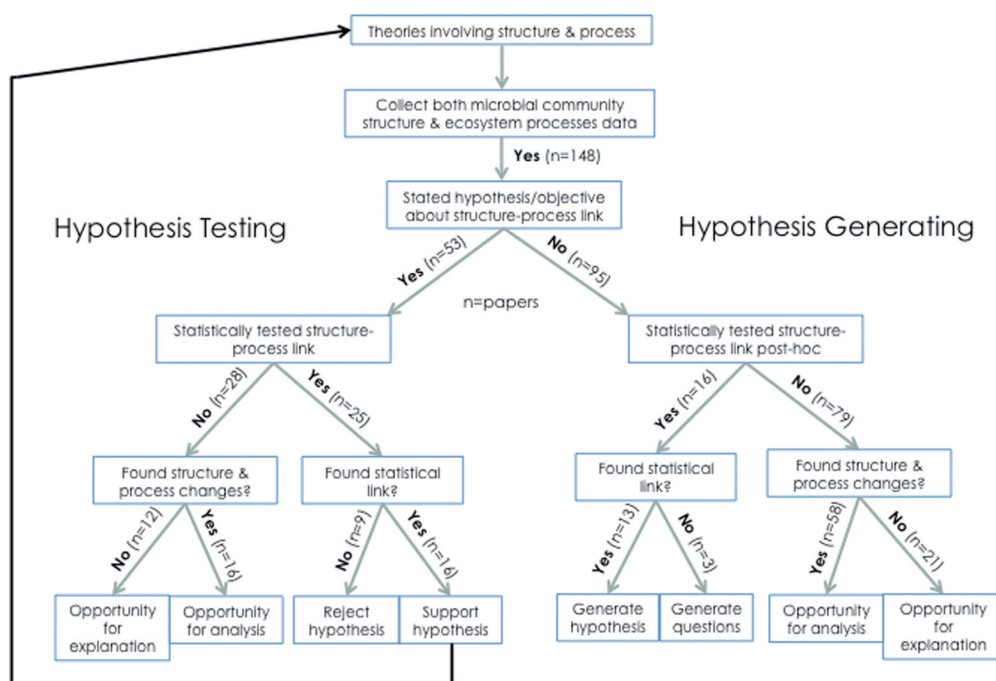 Theories involving structure & process
Collect both microbial community
structure & ecosystem processes data
Yes (n=148)
Stated hypothesis/objective
about structure-process link
Hypothesis Testing
Hypothesis Generating
Yes (n=53)
No (n=95)
n=papers
Statistically tested structure-
process link
Statistically tested structure-
process link post-hoc
No (n=28)
Yes (n=25)
Yes (n=16)
No (n=79)
Found structure &
process changes?
Found statistical
link?
Found statistical
link?
Found structure &
process changes?
No (n=12)
Yes (n=16)
No (n=9)
Yes (n=16)
Yes (n=13)
No (n=3)
Yes (n=58)
No (n=21)
Opportunity
for
explanation
Opportunity
for analysis
Reject
hypothesis
Support
hypothesis
Generate
hypothesis
Generate
questions
Opportunity
for analysis
Opportunity
for
explanation